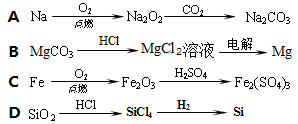 A Na —O₂ 点燃→ Na₂O₂ —CO₂→ Na₂CO₃
B MgCO₃ —HCl→ MgCl₂溶液 —电解→ Mg
C Fe —O₂ 点燃→ Fe₂O₃ —H₂SO₄→ Fe₂(SO₄)₃
D SiO₂ —HCl→ SiCl₄ —H₂→ Si